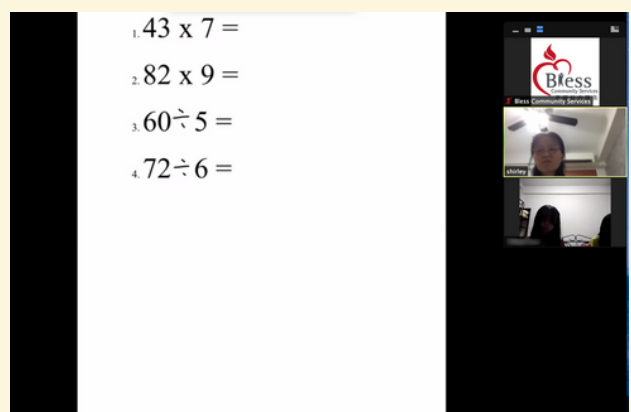 1. 43 x 7 =
2. 82 x 9 =
3. 60÷5 =
4. 72÷6 =
Bless
Community Services
Bless Community Services
shirley